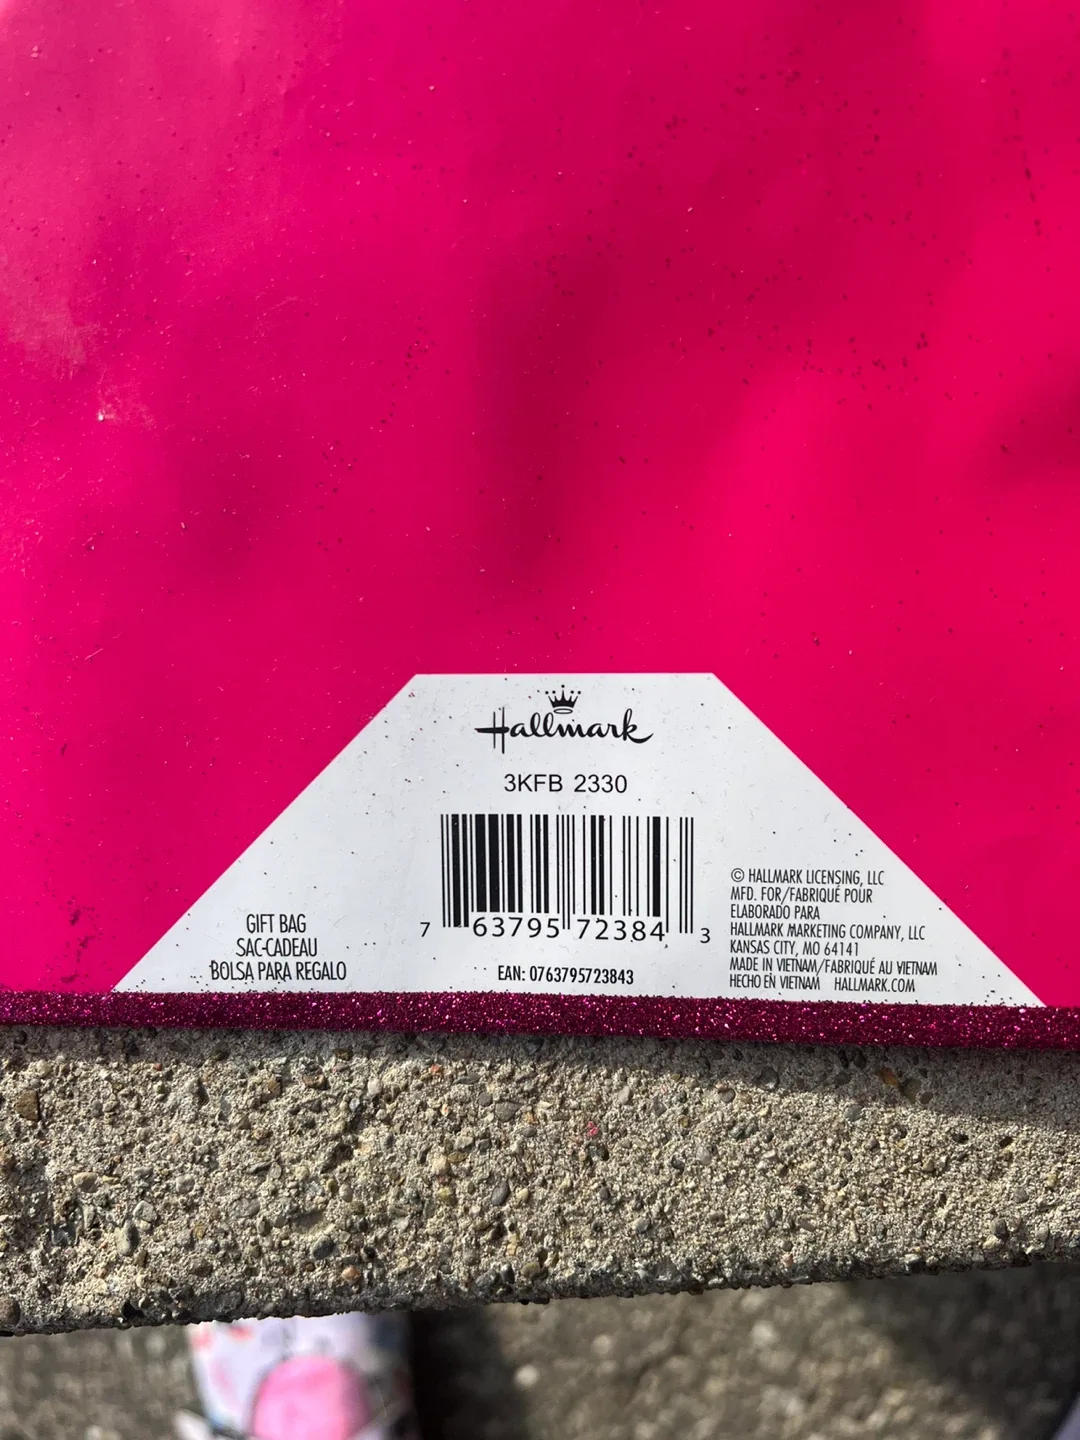 Hallmark
3KFB 2330
7 63795 72384 3
EAN: 0763795723843
GIFT BAG
SAC-CADEAU
BOLSA PARA REGALO
© HALLMARK LICENSING, LLC
MFD. FOR/FABRIQUÉ POUR
ELABORADO PARA
HALLMARK MARKETING COMPANY, LLC
KANSAS CITY, MO 64141
MADE IN VIETNAM/FABRIQUÉ AU VIETNAM
HECHO EN VIETNAM HALLMARK.COM